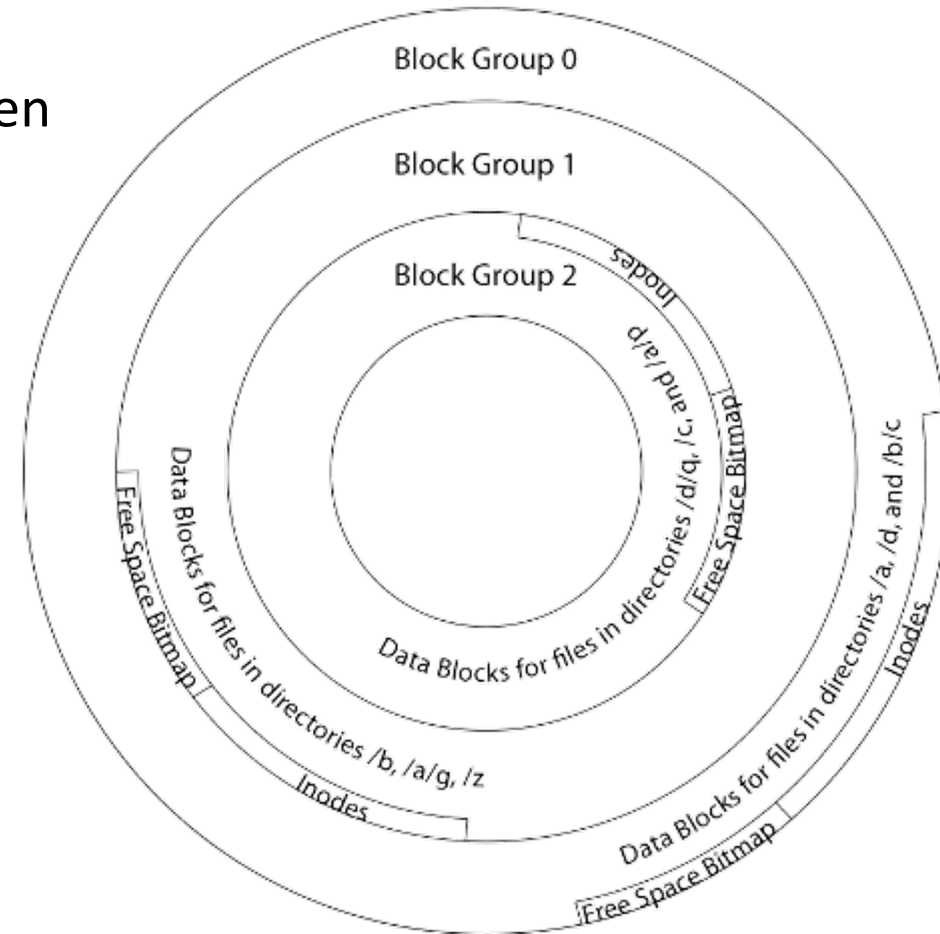 en
Block Group 0
Block Group 1
Block Group 2
Inodes
Free Space Bitmap
Data Blocks for files in directories /d/q, /c, and /a/p
Data Blocks for files in directories /b, /a/g, /z
Free Space Bitmap
Inodes
Data Blocks for files in directories /a, /d, and /b/c
Inodes
Free Space Bitmap